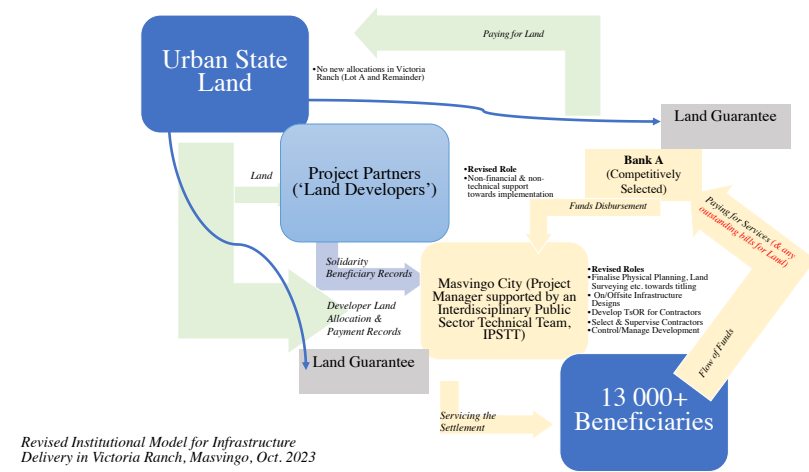 Urban State
Land
•No new allocations in Victoria
Ranch (Lot A and Remainder)
Paying for Land
Land Guarantee
Project Partners
(‘Land Developers’)
Land
•Revised Role
•Non-financial & non-
technical support
towards implementation
Bank A
(Competitively
Selected)
Funds Disbursement
Paying for Services (& any
outstanding bills for Land)
Solidarity
Beneficiary Records
Developer Land
Allocation &
Payment Records
Masvingo City (Project
Manager supported by an
Interdisciplinary Public
Sector Technical Team,
IPSTT)
•Revised Roles
•Finalise Physical Planning, Land
Surveying etc. towards titling
• On/Offsite Infrastructure
Designs
•Develop TsOR for Contractors
•Select & Supervise Contractors
•Control/Manage Development
Flow of Funds
Land Guarantee
Servicing the
Settlement
13 000+
Beneficiaries
Revised Institutional Model for Infrastructure
Delivery in Victoria Ranch, Masvingo, Oct. 2023